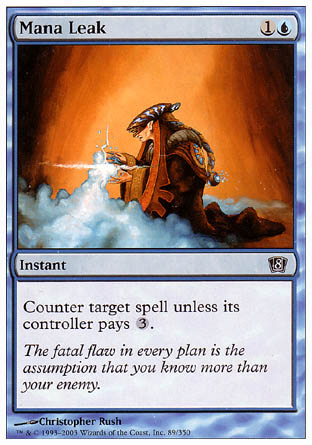 Mana Leak 1
Instant 8
Counter target spell unless its
controller pays 3.
The fatal flaw in every plan is the
assumption that you know more than
your enemy.
Christopher Rush
™ & © 1993–2003 Wizards of the Coast, Inc. 89/350